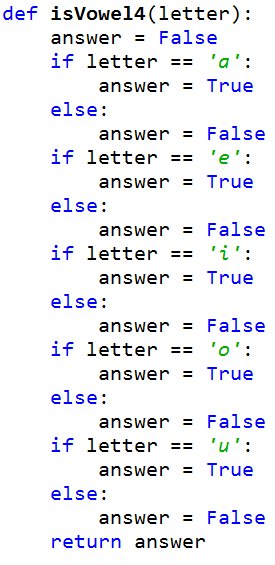 def isVowel4(letter):
    answer = False
    if letter == 'a':
        answer = True
    else:
        answer = False
    if letter == 'e':
        answer = True
    else:
        answer = False
    if letter == 'i':
        answer = True
    else:
        answer = False
    if letter == 'o':
        answer = True
    else:
        answer = False
    if letter == 'u':
        answer = True
    else:
        answer = False
    return answer